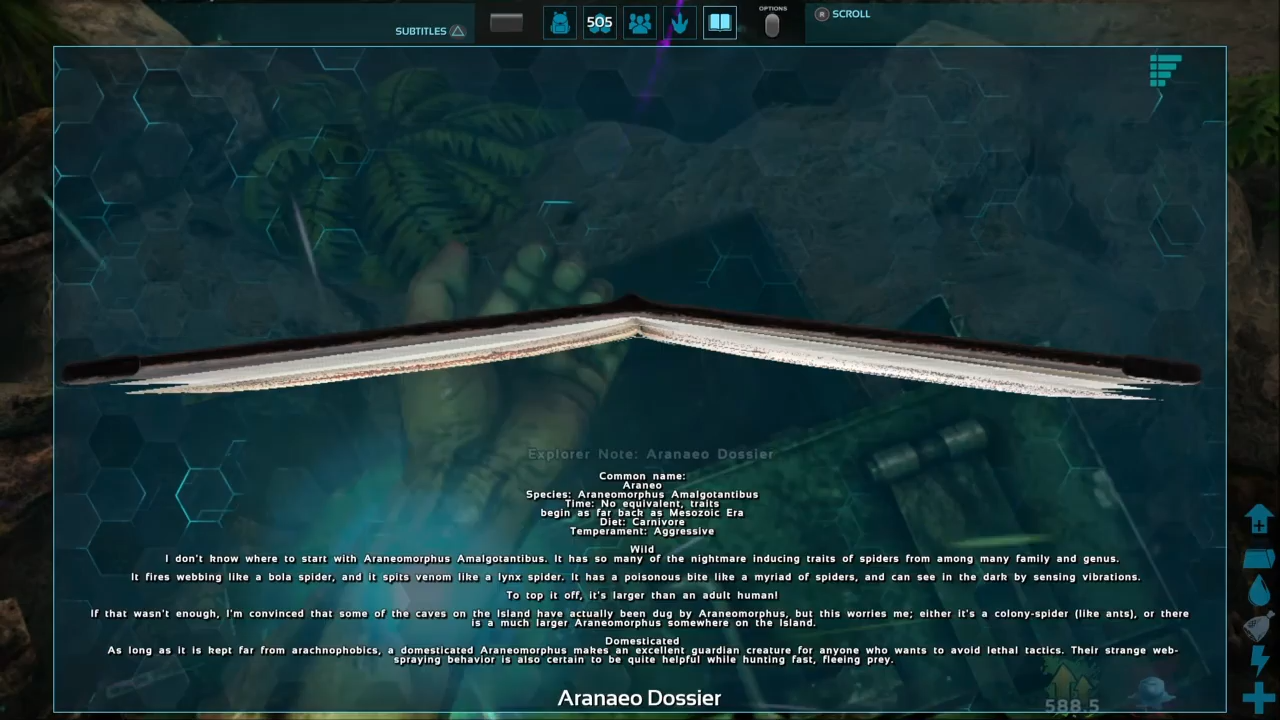 OPTIONS
SUBTITLES
505
R SCROLL
Explorer Note: Aranaeo Dossier
Common name:
Araneo
Species: Araneomorphus Amalgotantibus
Time: No equivalent, traits
begin as far back as Mesozoic Era
Diet: Carnivore
Temperament: Aggressive
Wild
I don't know where to start with Araneomorphus Amalgotantibus. It has so many of the nightmare inducing traits of spiders from among many family and genus.
It fires webbing like a bola spider, and it spits venom like a lynx spider. It has a poisonous bite like a myriad of spiders, and can see in the dark by sensing vibrations.
To top it off, it's larger than an adult human!
If that wasn't enough, I'm convinced that some of the caves on the Island have actually been dug by Araneomorphus, but this worries me; either it's a colony-spider (like ants), or there
is a much larger Araneomorphus somewhere on the Island.
Domesticated
As long as it is kept far from arachnophobics, a domesticated Araneomorphus makes an excellent guardian creature for anyone who wants to avoid lethal tactics. Their strange web-
spraying behavior is also certain to be quite helpful while hunting fast, fleeing prey.
Aranaeo Dossier
588.5